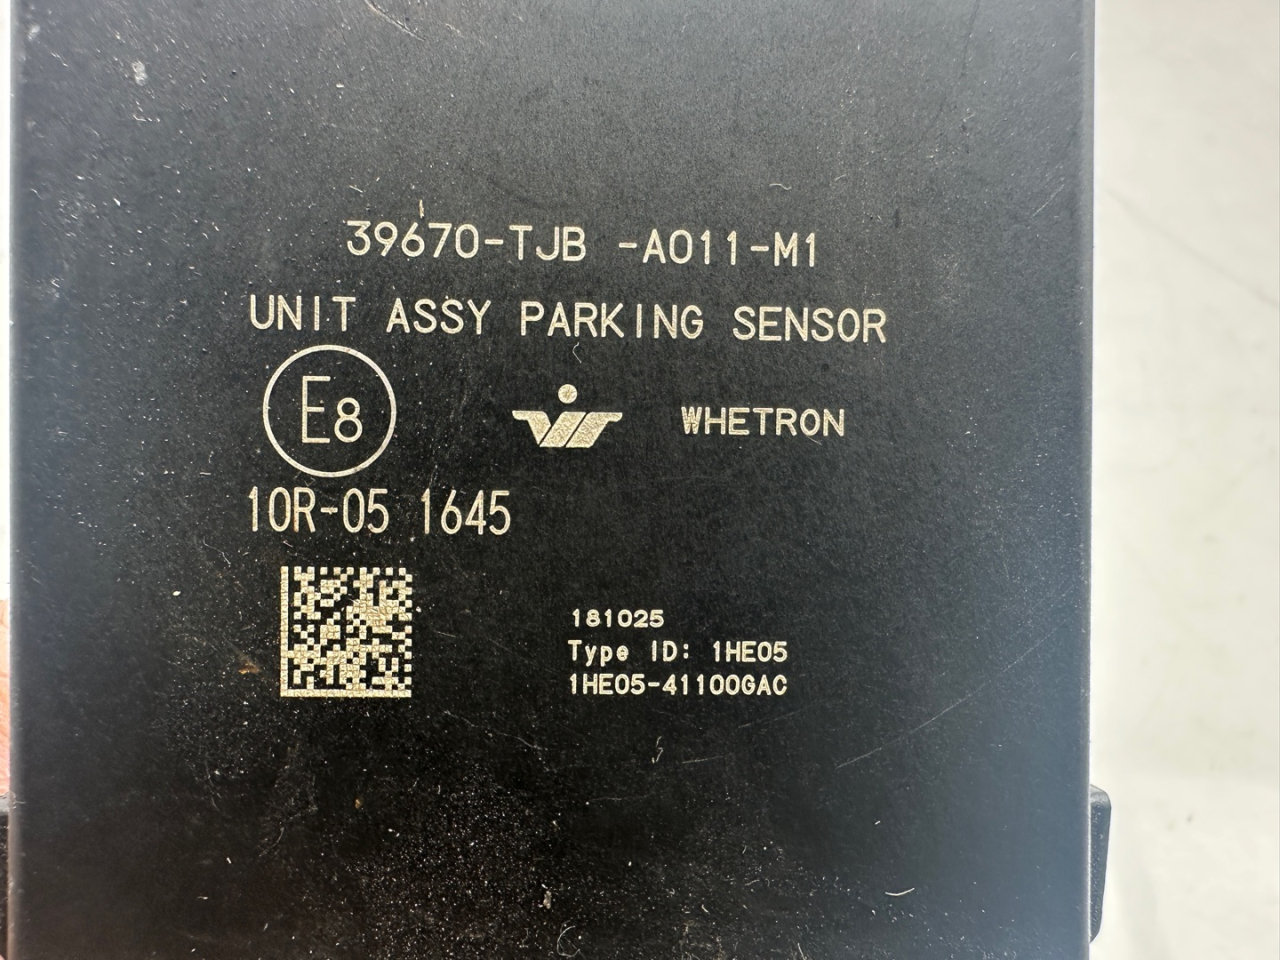 39670-TJB -A011-M1
UNIT ASSY PARKING SENSOR
E8
WHETRON
10R-05 1645
181025
Type ID: 1HE05
1HE05-41100GAC